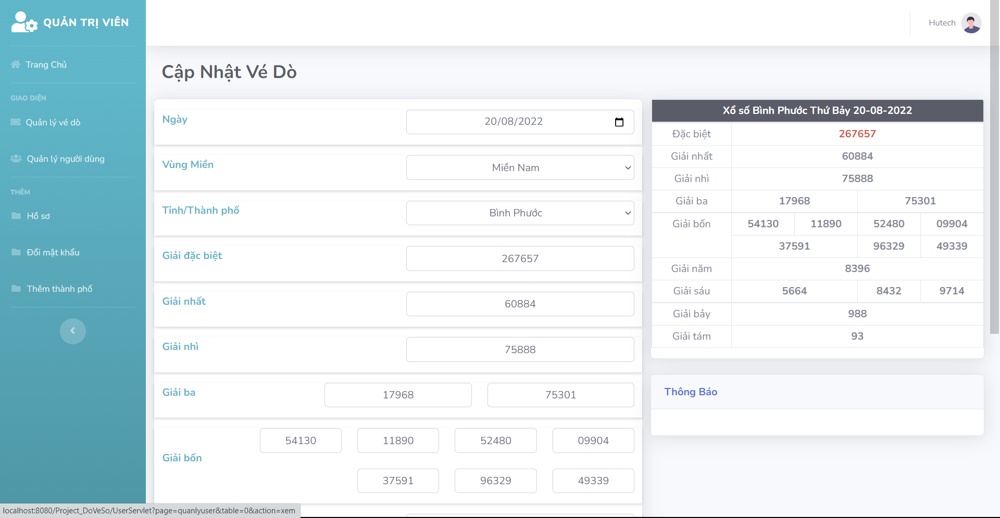 QUẢN TRỊ VIÊN
Trang Chủ
GIAO DIỆN
Quản lý vé dò
Quản lý người dùng
THÊM
Hồ sơ
Đổi mật khẩu
Thêm thành phố
Hutech
Cập Nhật Vé Dò
Ngày
20/08/2022
Vùng Miền
Miền Nam
Tỉnh/Thành phố
Bình Phước
Giải đặc biệt
267657
Giải nhất
60884
Giải nhì
75888
Giải ba
17968 75301
54130 11890 52480 09904
Giải bốn
37591 96329 49339
Xổ số Bình Phước Thứ Bảy 20-08-2022
Đặc biệt 267657
Giải nhất 60884
Giải nhì 75888
Giải ba 17968 75301
Giải bốn 54130 11890 52480 09904
37591 96329 49339
Giải năm 8396
Giải sáu 5664 8432 9714
Giải bảy 988
Giải tám 93
Thông Báo
localhost:8080/Project_DoVeSo/UserServlet?page=quanlyuser&table=0&action=xem